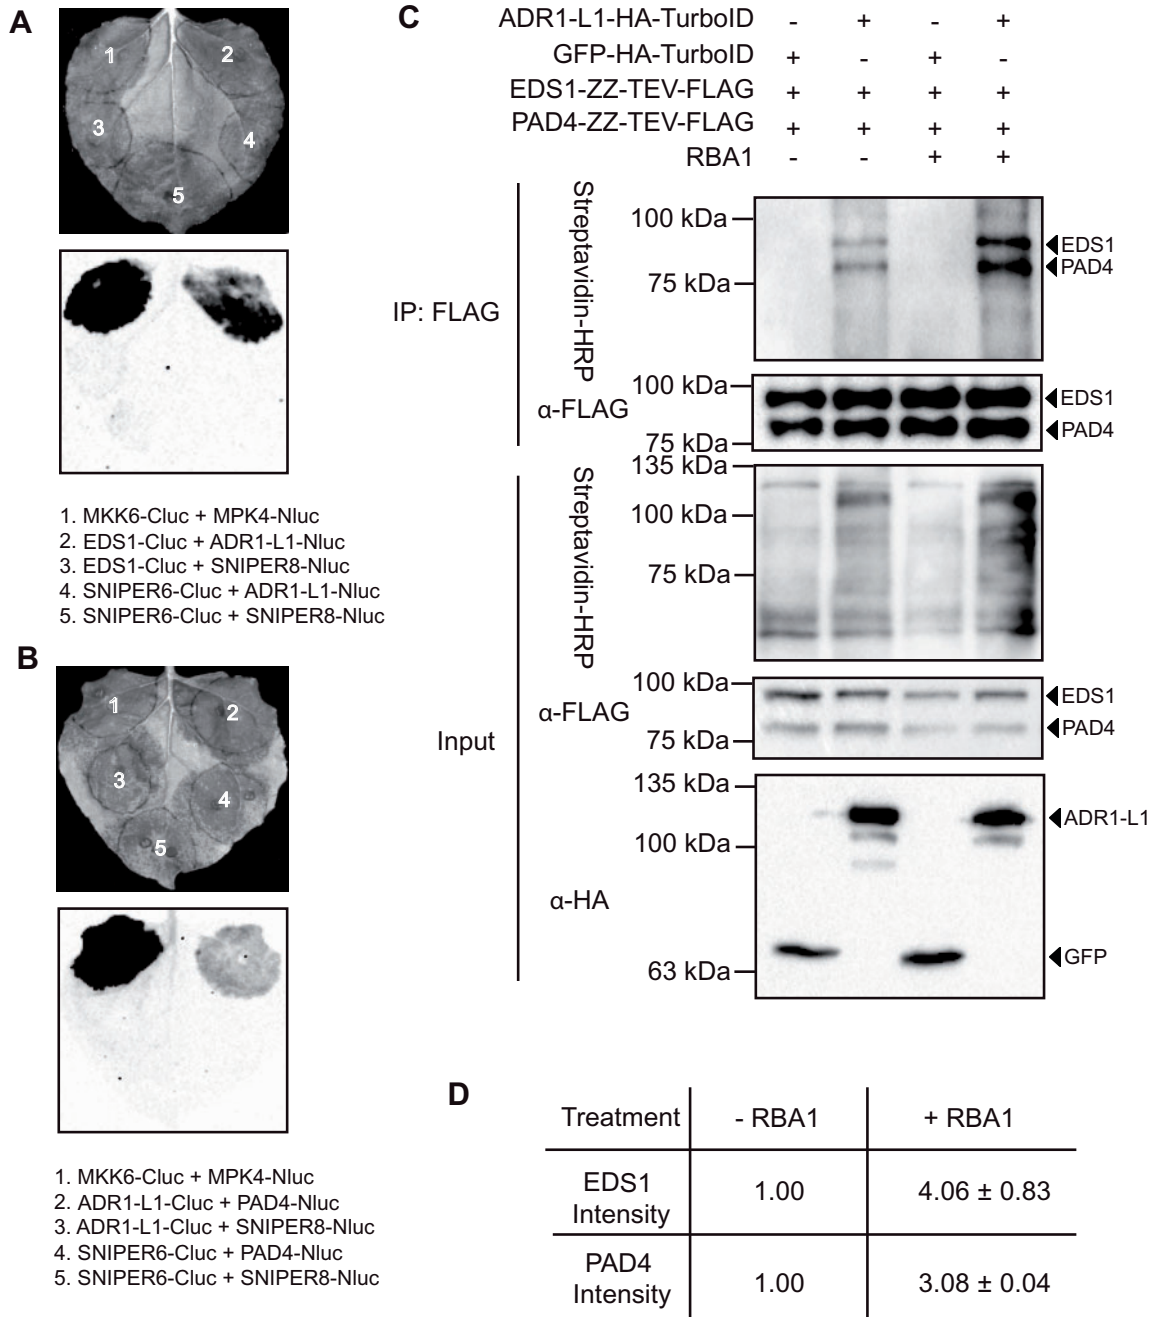 A
1
2
3
4
5
1. MKK6-Cluc + MPK4-Nluc
2. EDS1-Cluc + ADR1-L1-Nluc
3. EDS1-Cluc + SNIPER8-Nluc
4. SNIPER6-Cluc + ADR1-L1-Nluc
5. SNIPER6-Cluc + SNIPER8-Nluc
B
1
2
3
4
5
1. MKK6-Cluc + MPK4-Nluc
2. ADR1-L1-Cluc + PAD4-Nluc
3. ADR1-L1-Cluc + SNIPER8-Nluc
4. SNIPER6-Cluc + PAD4-Nluc
5. SNIPER6-Cluc + SNIPER8-Nluc
C
ADR1-L1-HA-TurboID - + - +
GFP-HA-TurboID + - + -
EDS1-ZZ-TEV-FLAG + + + +
PAD4-ZZ-TEV-FLAG + + + +
RBA1 - - + +
IP: FLAG
Streptavidin-HRP
100 kDa
75 kDa
EDS1
PAD4
α-FLAG
100 kDa
75 kDa
EDS1
PAD4
Input
Streptavidin-HRP
135 kDa
100 kDa
75 kDa
α-FLAG
100 kDa
75 kDa
EDS1
PAD4
α-HA
135 kDa
100 kDa
63 kDa
ADR1-L1
GFP
D
Treatment - RBA1 + RBA1
EDS1
Intensity 1.00 4.06 ± 0.83
PAD4
Intensity 1.00 3.08 ± 0.04